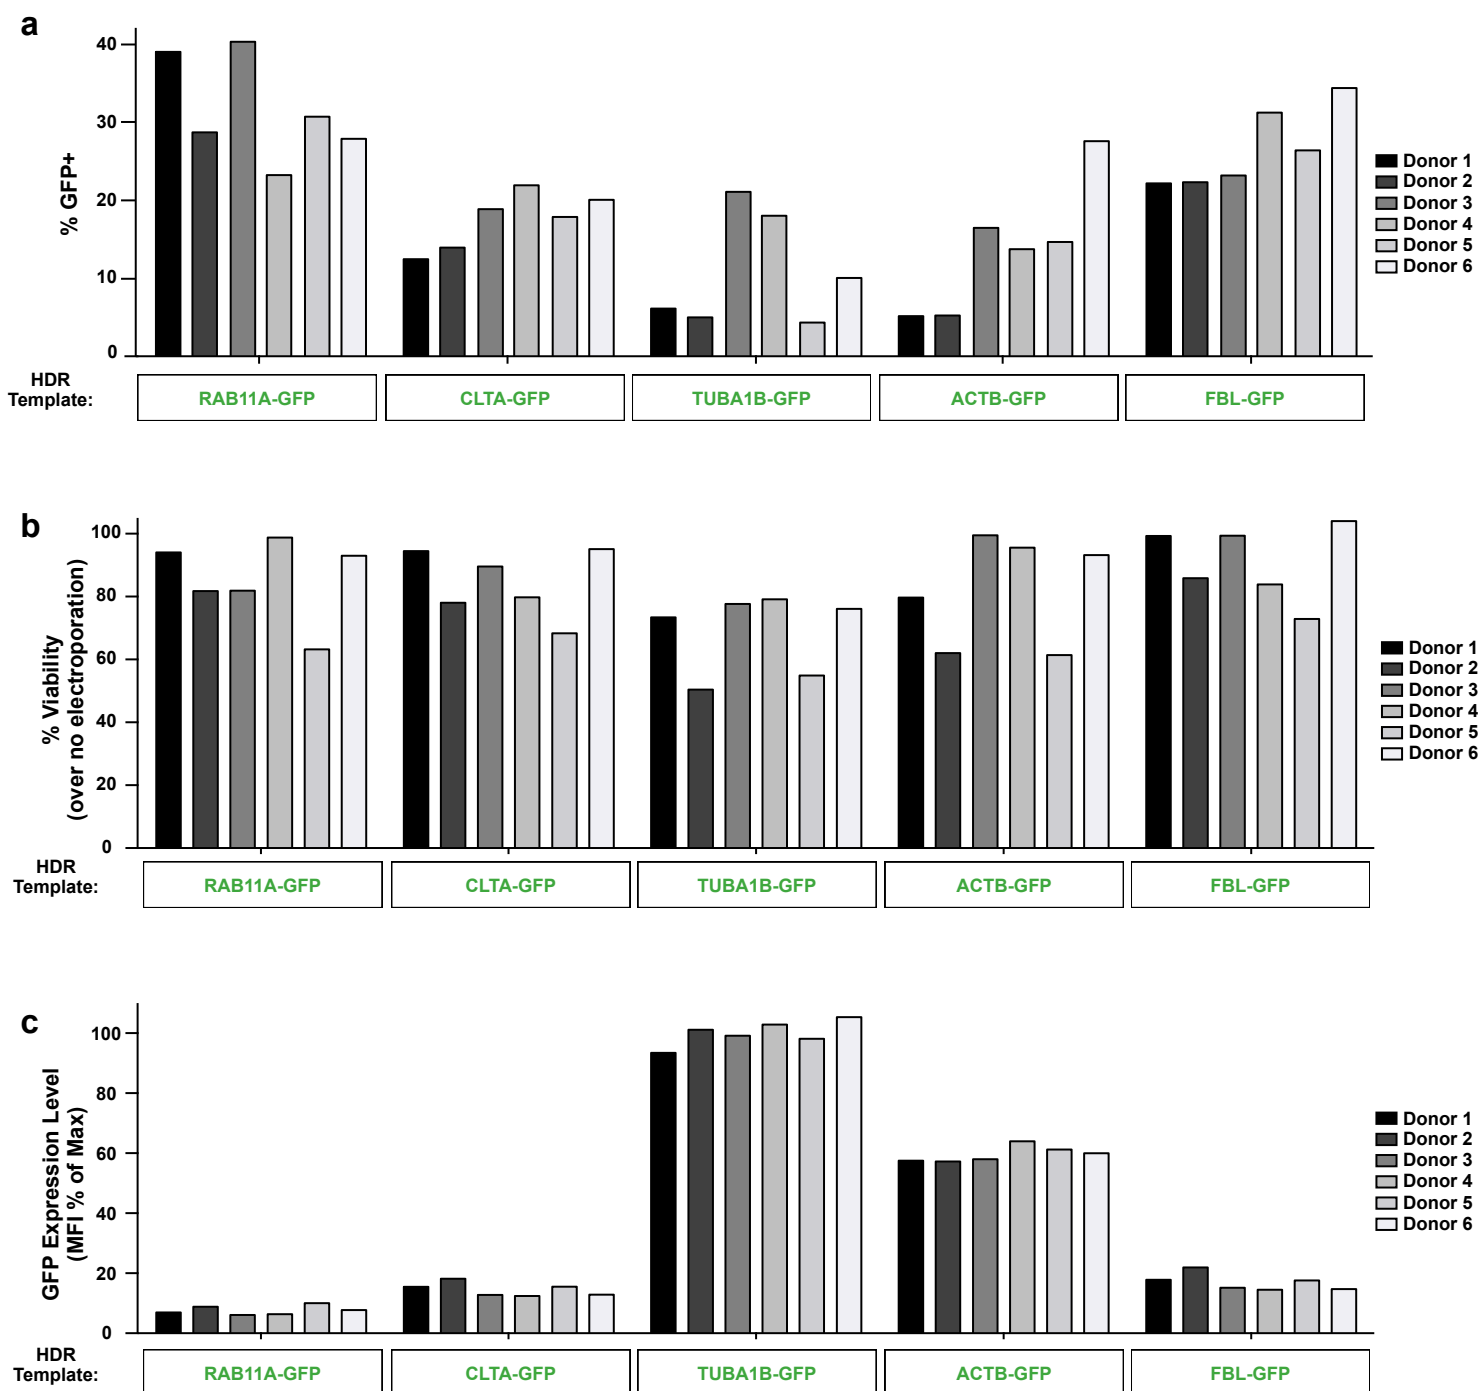 a
% GFP+
40
30
20
10
0
Donor 1
Donor 2
Donor 3
Donor 4
Donor 5
Donor 6
HDR
Template:
RAB11A-GFP
CLTA-GFP
TUBA1B-GFP
ACTB-GFP
FBL-GFP
b
% Viability
(over no electroporation)
100
80
60
40
20
0
Donor 1
Donor 2
Donor 3
Donor 4
Donor 5
Donor 6
HDR
Template:
RAB11A-GFP
CLTA-GFP
TUBA1B-GFP
ACTB-GFP
FBL-GFP
c
GFP Expression Level
(MFI % of Max)
100
80
60
40
20
0
Donor 1
Donor 2
Donor 3
Donor 4
Donor 5
Donor 6
HDR
Template:
RAB11A-GFP
CLTA-GFP
TUBA1B-GFP
ACTB-GFP
FBL-GFP